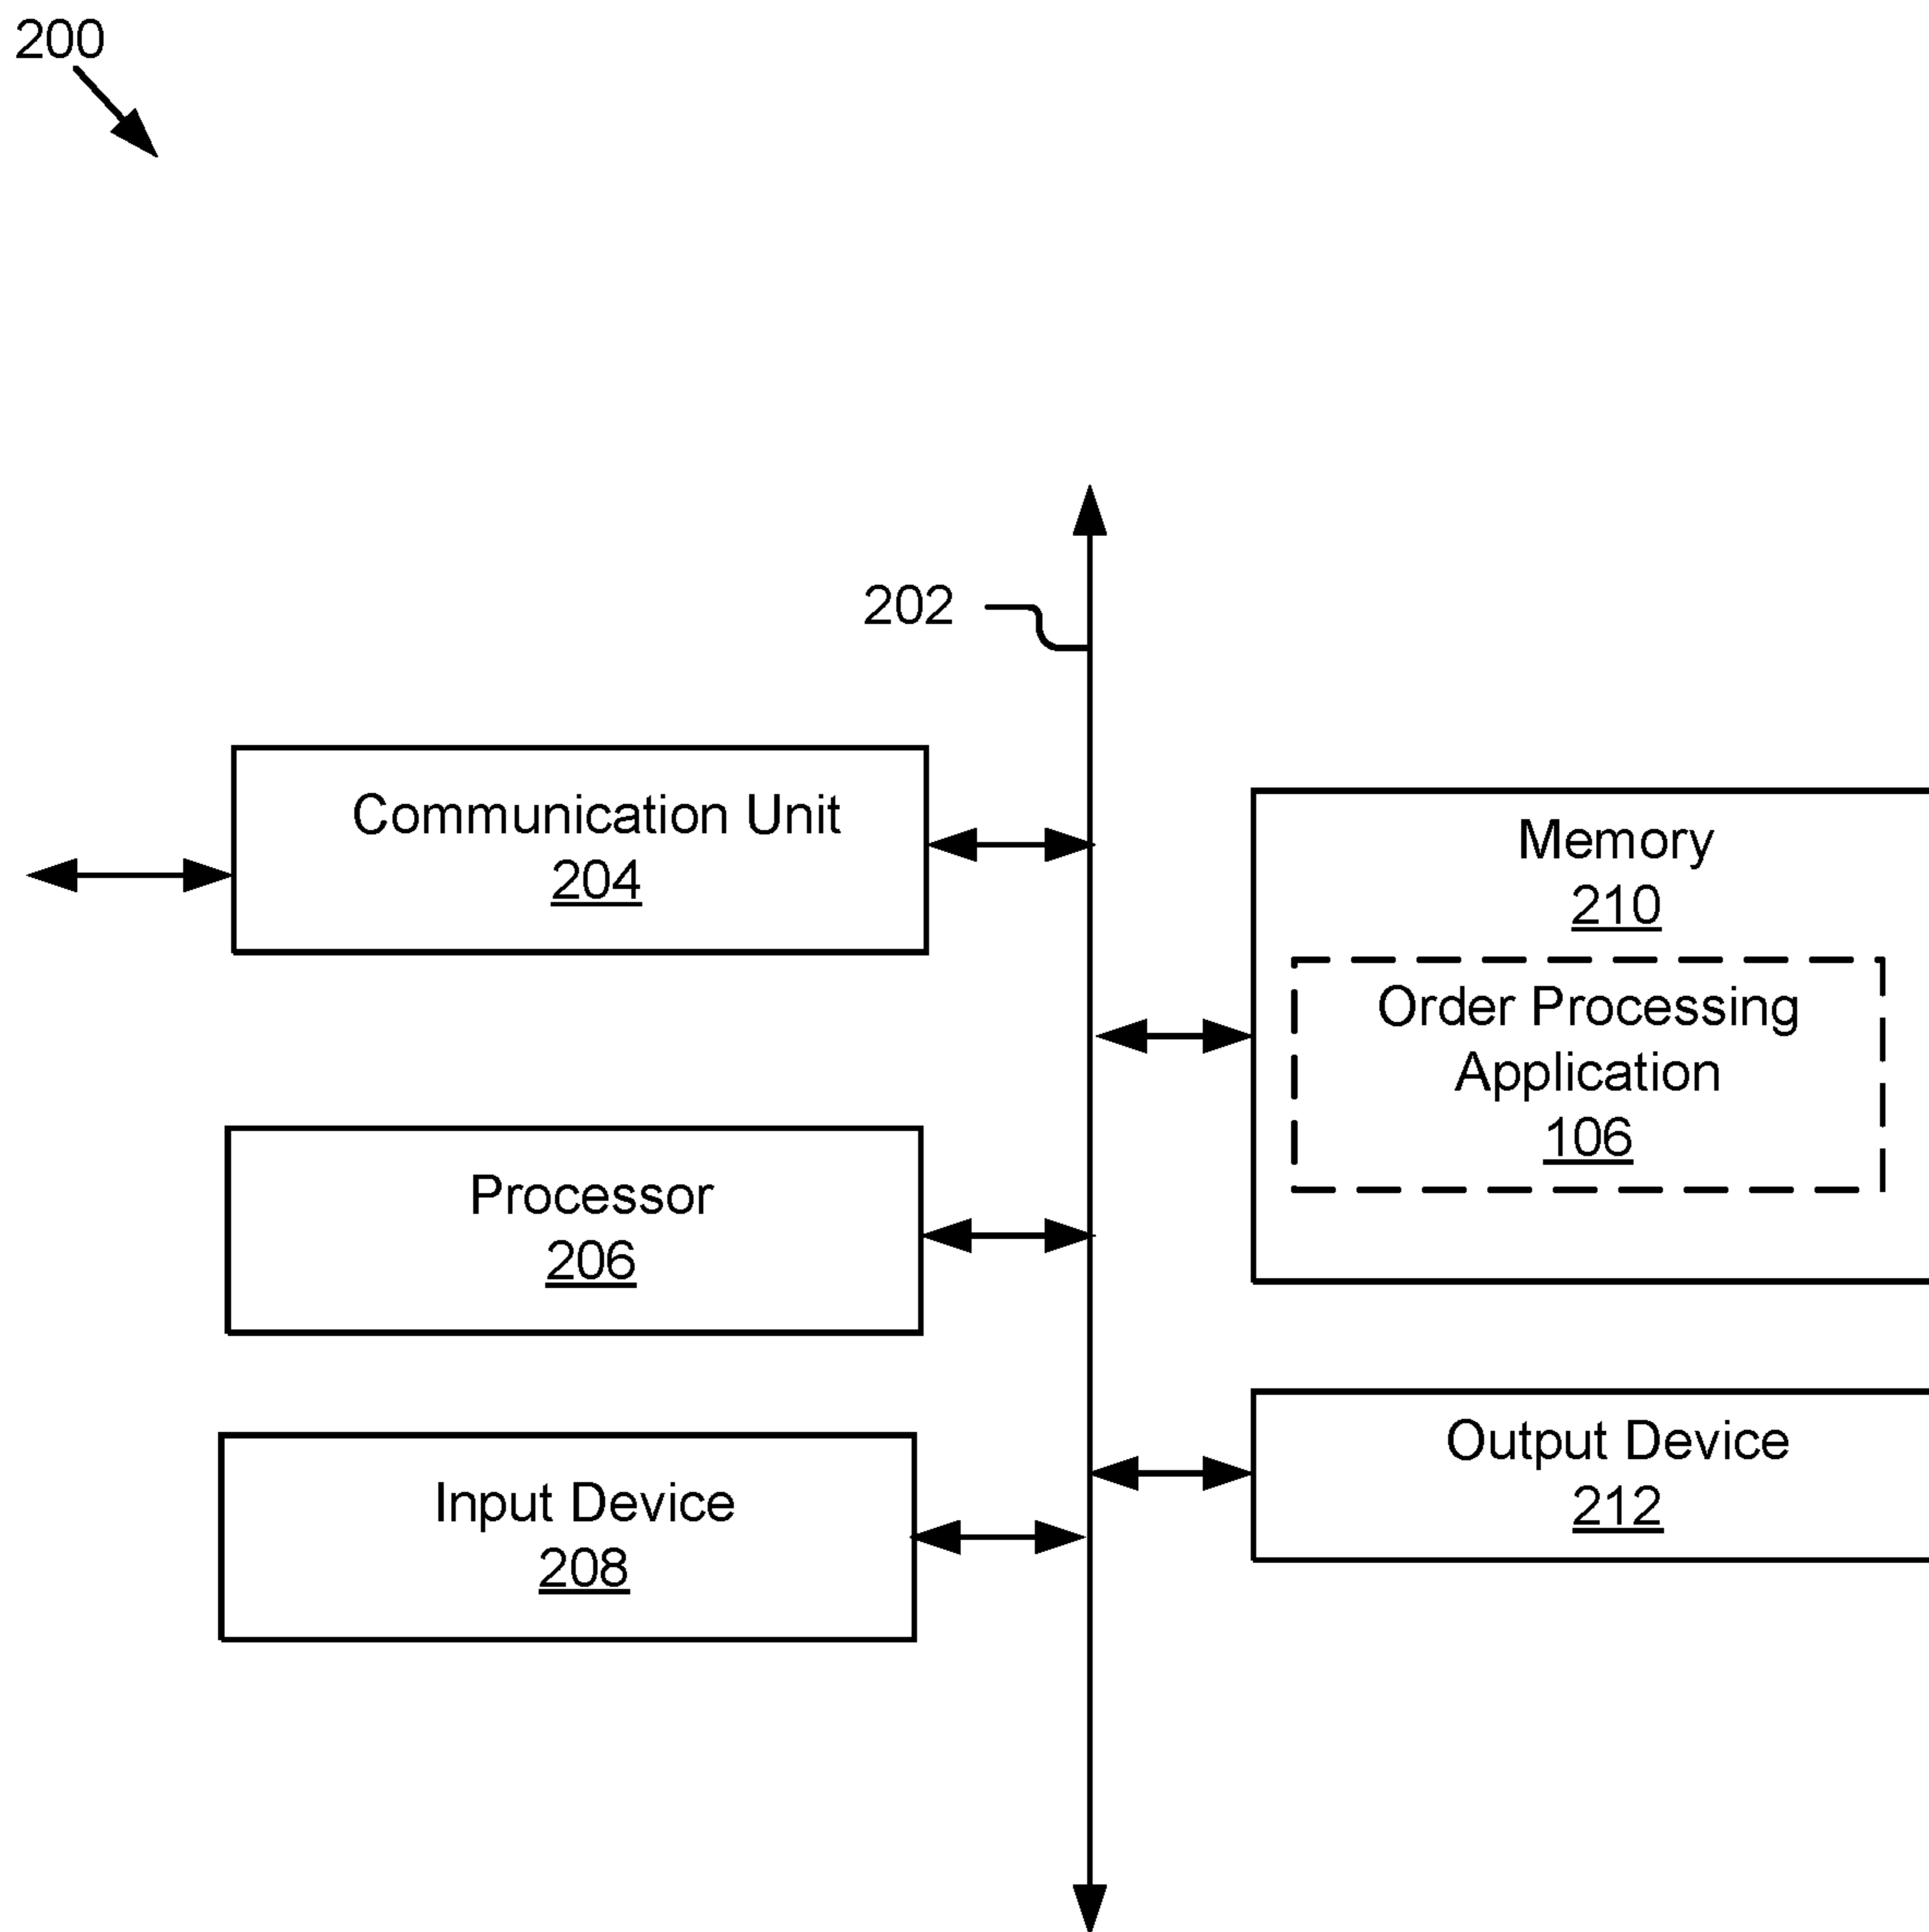 200
202
Communication Unit
204
Memory
210
Order Processing
Application
106
Processor
206
Output Device
212
Input Device
208